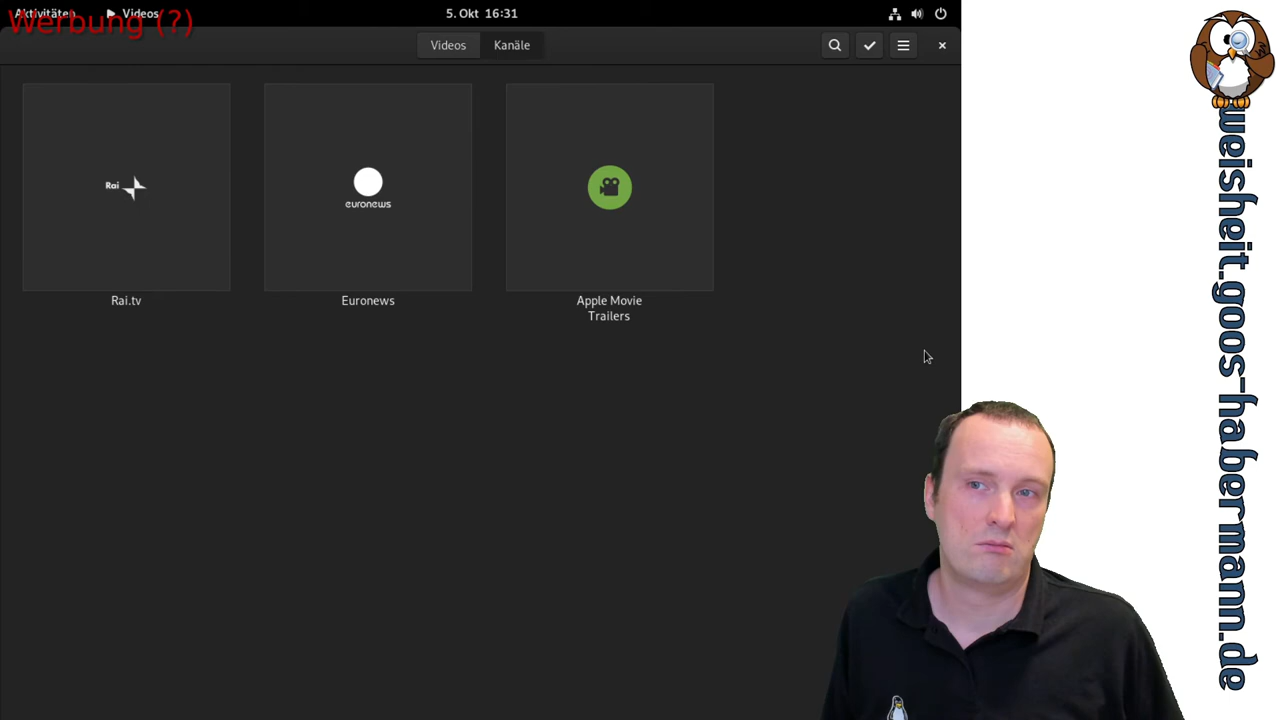 Aktivitäten Videos 5. Okt 16:31
Werbung (?)
Videos Kanäle
Rai
euronews
Rai.tv Euronews Apple Movie
Trailers
weisheit.goos-habermann.de